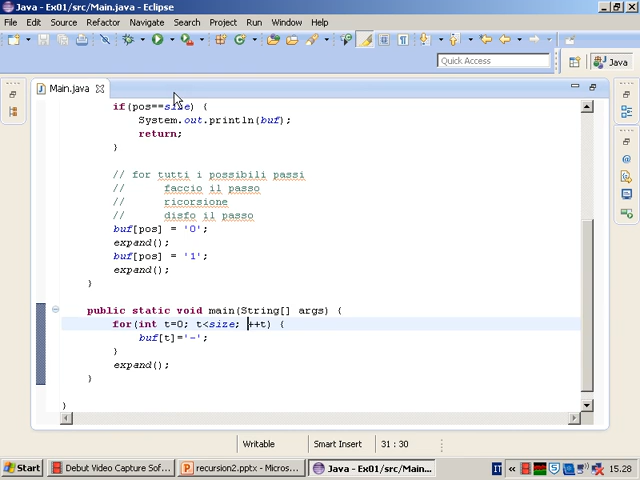 Java - Ex01/src/Main.java - Eclipse
File Edit Source Refactor Navigate Search Project Run Window Help
Quick Access
Java
Main.java
if(pos==size) {
System.out.println(buf);
return;
}
// for tutti i possibili passi
// faccio il passo
// ricorsione
// disfo il passo
buf[pos] = '0';
expand();
buf[pos] = '1';
expand();
}
public static void main(String[] args) {
for(int t=0; t<size; ++t) {
buf[t]='-';
}
expand();
}
}
Writable Smart Insert 31 : 30
Start Debut Video Capture Sof... recursion2.pptx - Micros... Java - Ex01/src/Main... IT « 15.28